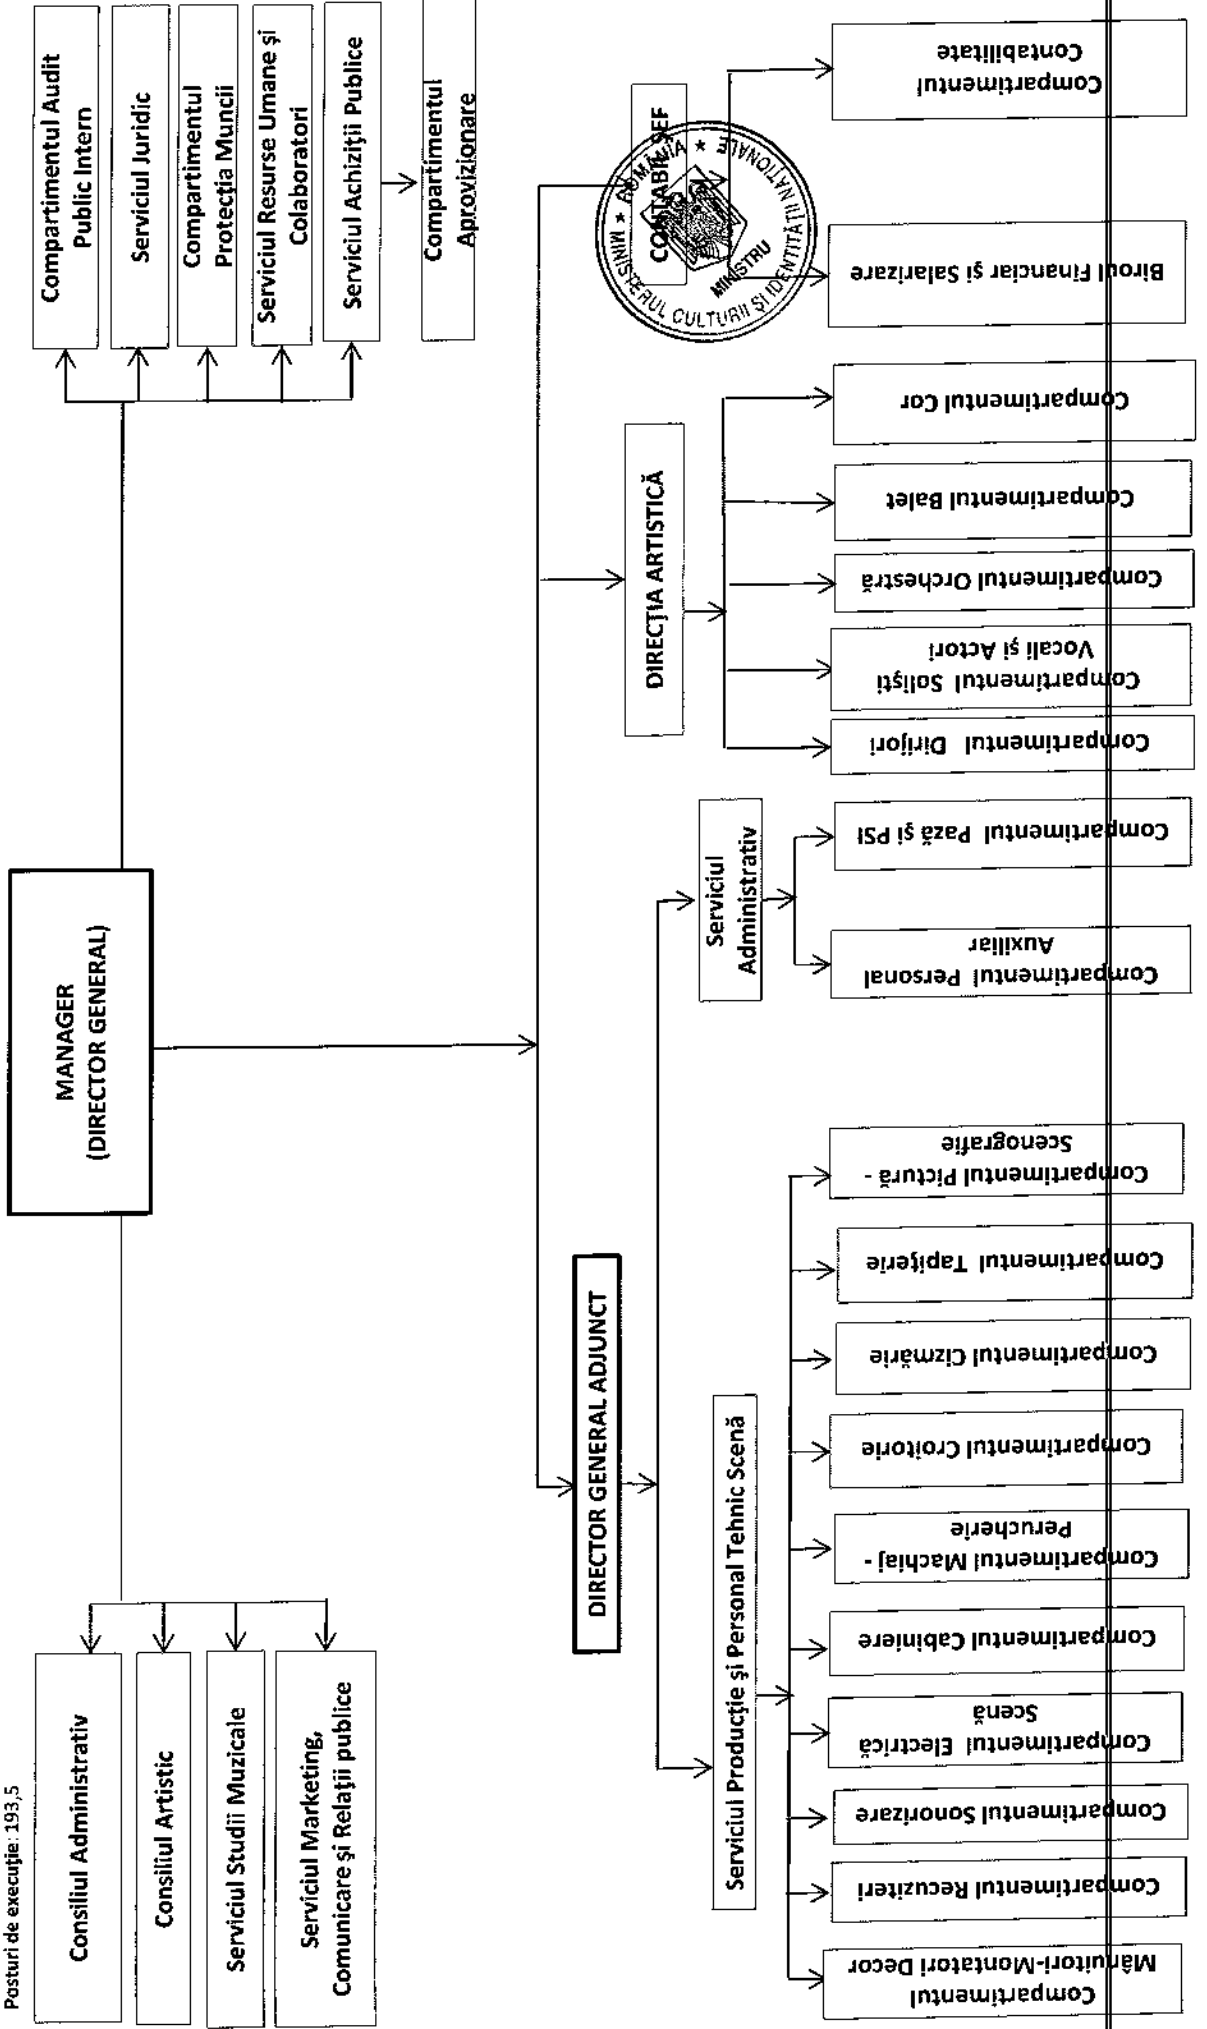 Posturi de execuție: 193,5
MANAGER
(DIRECTOR GENERAL)
Consiliul Administrativ
Consiliul Artistic
Serviciul Studii Muzicale
Serviciul Marketing,
Comunicare și Relații publice
Compartimentul Audit
Public Intern
Serviciul Juridic
Compartimentul
Protecția Muncii
Serviciul Resurse Umane și
Colaboratori
Serviciul Achiziții Publice
Compartimentul
Aprovizionare
DIRECTOR GENERAL ADJUNCT
DIRECȚIA ARTISTICĂ
CONTABIL ȘEF
★ MINISTERUL CULTURII ȘI IDENTITĂȚII NAȚIONALE ★ ROMÂNIA
MINISTRU
Serviciul Producție și Personal Tehnic Scenă
Serviciul
Administrativ
Compartimentul
Mânuitori-Montatori Decor
Compartimentul Recuziteri
Compartimentul Sonorizare
Compartimentul Electrică
Scenă
Compartimentul Cabiniere
Compartimentul Machiaj -
Perucherie
Compartimentul Croitorie
Compartimentul Cizmărie
Compartimentul Tapițerie
Compartimentul Pictură -
Scenografie
Compartimentul Personal
Auxiliar
Compartimentul Pază și PSI
Compartimentul Dirijori
Compartimentul Soliști
Vocali și Actori
Compartimentul Orchestră
Compartimentul Balet
Compartimentul Cor
Biroul Financiar și Salarizare
Compartimentul
Contabilitate